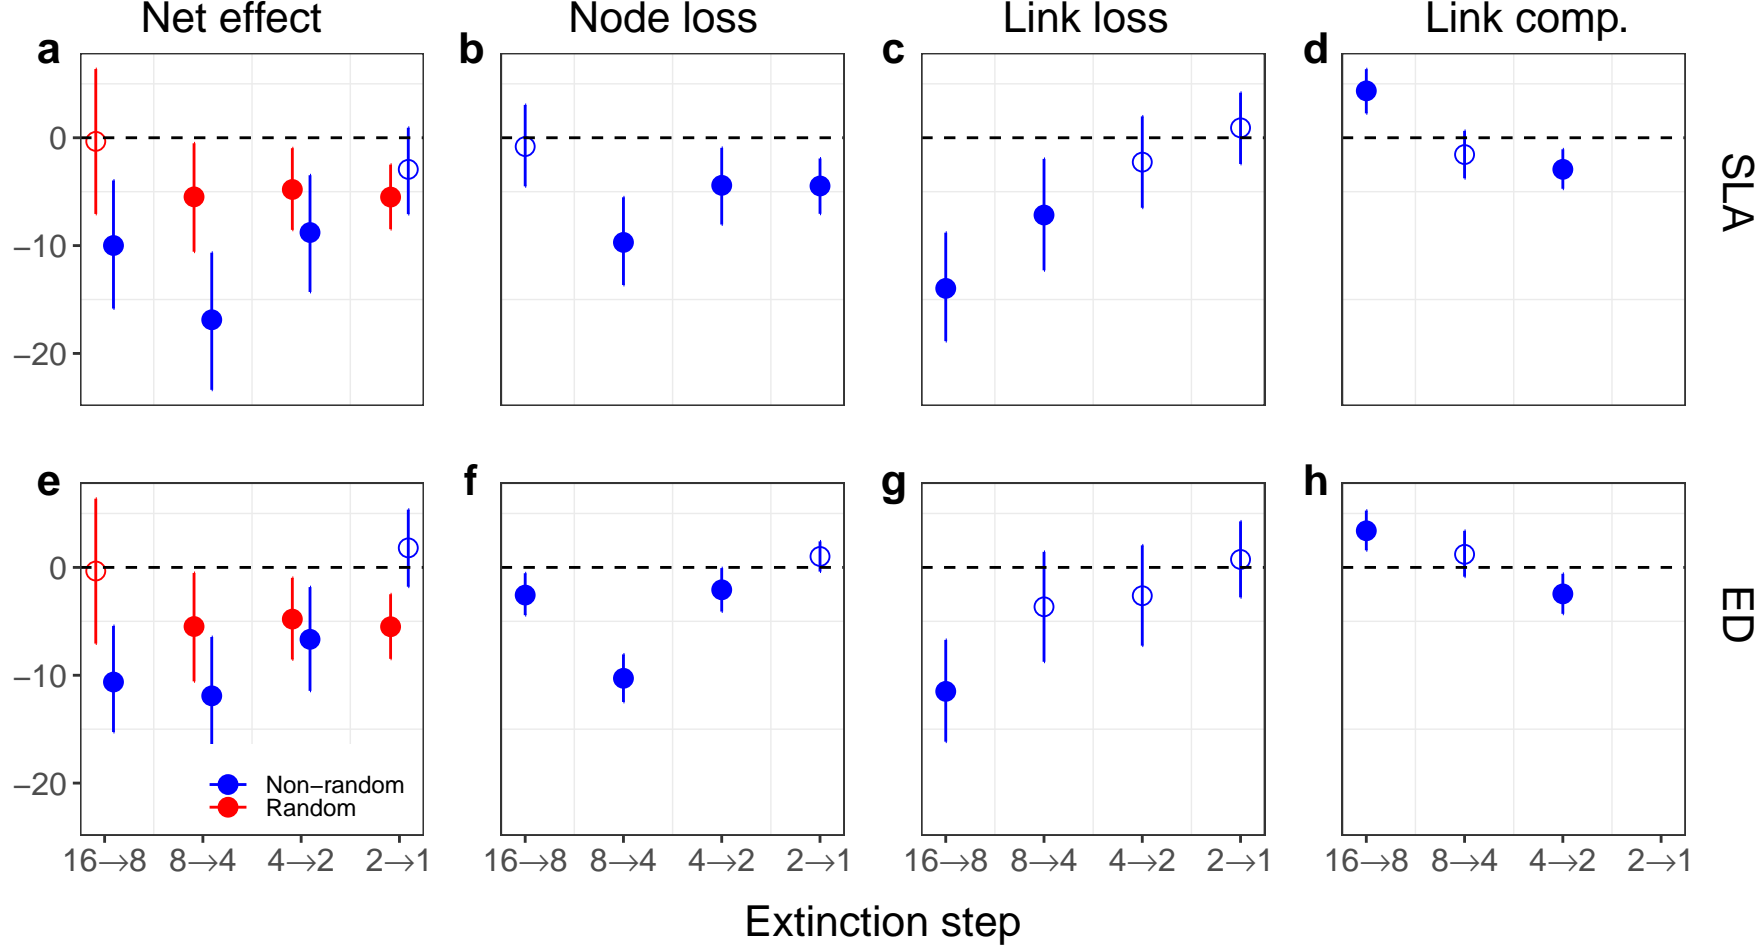 Net effect Node loss Link loss Link comp.
a b c d
0
−10
−20
SLA
e f g h
0
−10
−20
ED
Non−random
Random
16→8 8→4 4→2 2→1 16→8 8→4 4→2 2→1 16→8 8→4 4→2 2→1 16→8 8→4 4→2 2→1
Extinction step